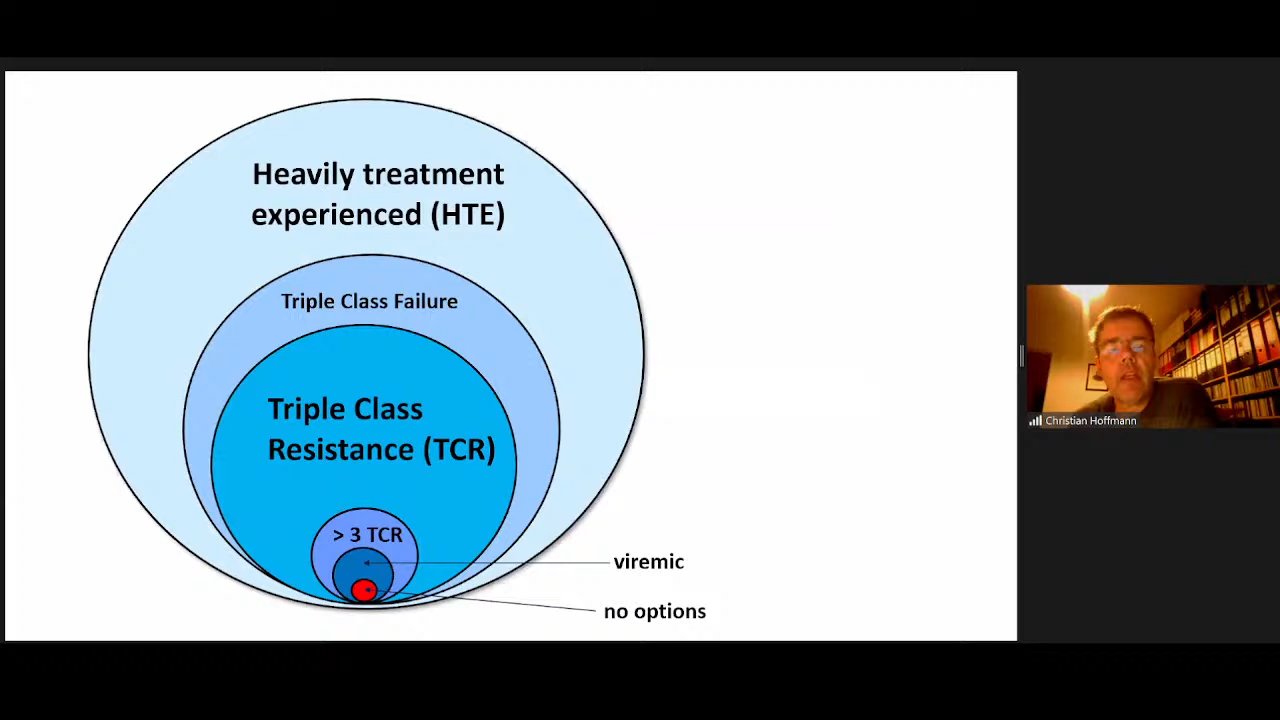 Heavily treatment
experienced (HTE)
Triple Class Failure
Triple Class
Resistance (TCR)
> 3 TCR
viremic
no options
Christian Hoffmann